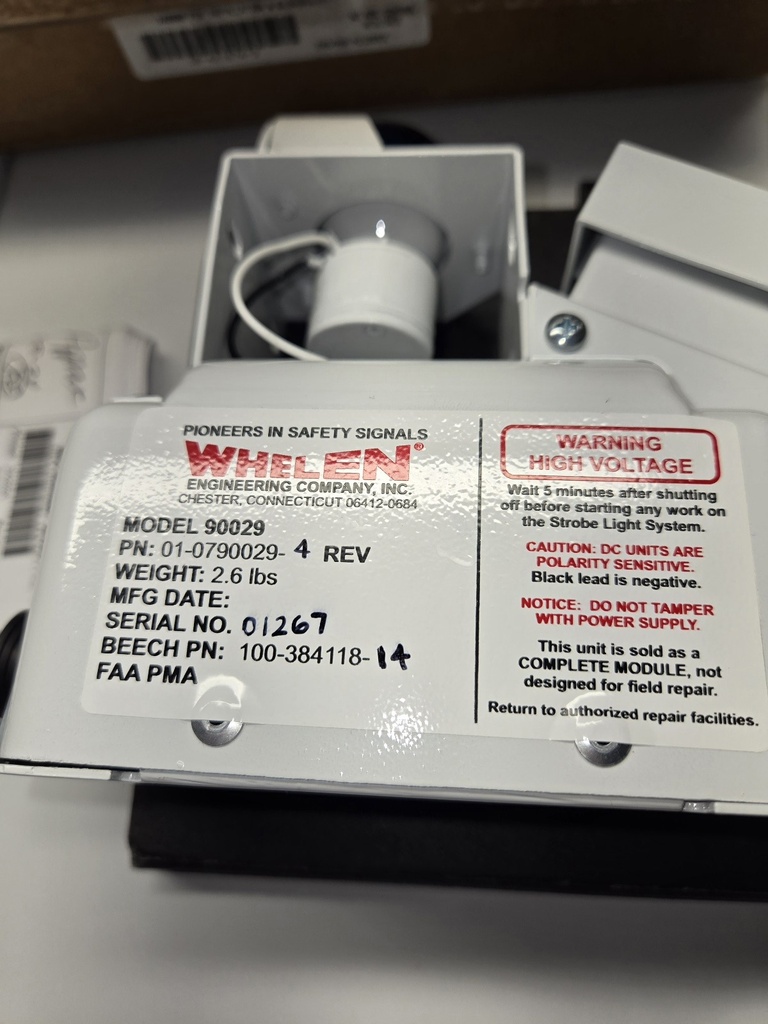 PIONEERS IN SAFETY SIGNALS
WHELEN®
ENGINEERING COMPANY, INC.
CHESTER, CONNECTICUT 06412-0684
MODEL 90029
PN: 01-0790029- 4 REV
WEIGHT: 2.6 lbs
MFG DATE:
SERIAL NO. 01267
BEECH PN: 100-384118-14
FAA PMA
WARNING
HIGH VOLTAGE
Wait 5 minutes after shutting
off before starting any work on
the Strobe Light System.
CAUTION: DC UNITS ARE
POLARITY SENSITIVE.
Black lead is negative.
NOTICE: DO NOT TAMPER
WITH POWER SUPPLY.
This unit is sold as a
COMPLETE MODULE, not
designed for field repair.
Return to authorized repair facilities.